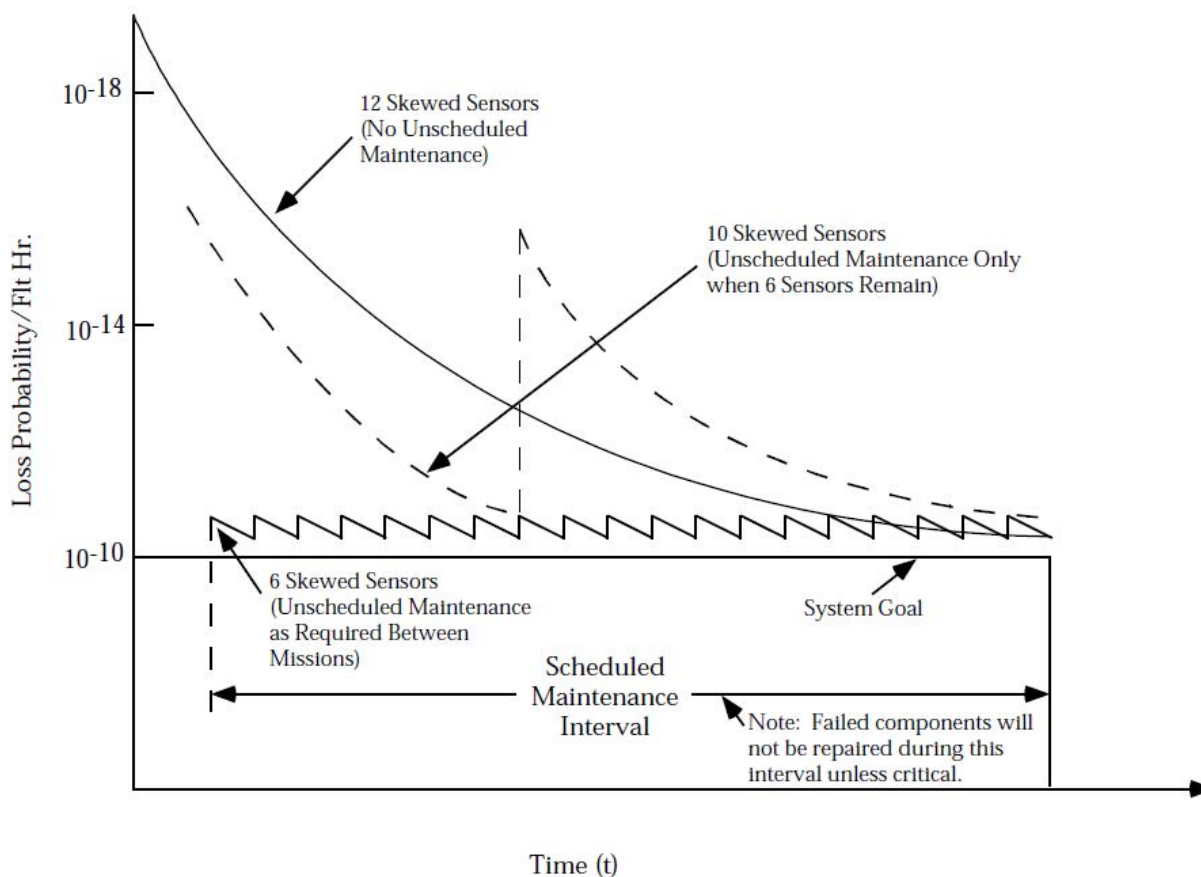 Loss Probability/Flt Hr.
10-18
10-14
10-10
12 Skewed Sensors
(No Unscheduled
Maintenance)
10 Skewed Sensors
(Unscheduled Maintenance Only
when 6 Sensors Remain)
6 Skewed Sensors
(Unscheduled Maintenance
as Required Between
Missions)
System Goal
Scheduled
Maintenance
Interval
Note: Failed components will
not be repaired during this
interval unless critical.
Time (t)